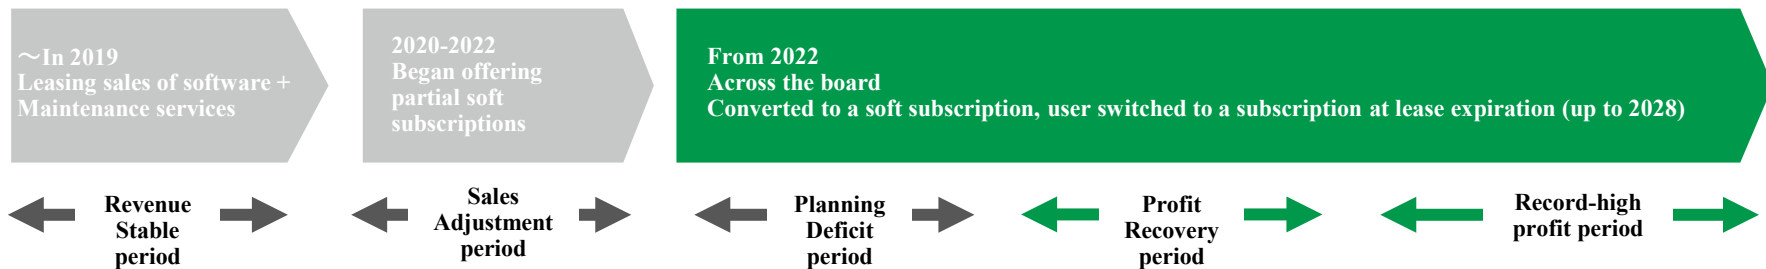 ～In 2019
Leasing sales of software +
Maintenance services
2020-2022
Began offering
partial soft
subscriptions
From 2022
Across the board
Converted to a soft subscription, user switched to a subscription at lease expiration (up to 2028)
Revenue
Stable
period
Sales
Adjustment
period
Planning
Deficit
period
Profit
Recovery
period
Record-high
profit period